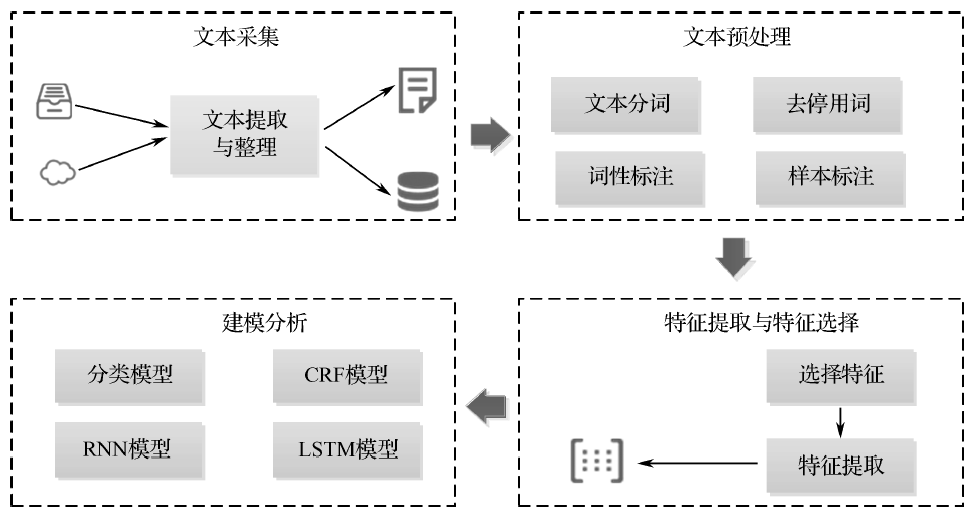 文本采集
文本提取
与整理
文本预处理
文本分词
去停用词
词性标注
样本标注
特征提取与特征选择
选择特征
特征提取
建模分析
分类模型
CRF模型
RNN模型
LSTM模型